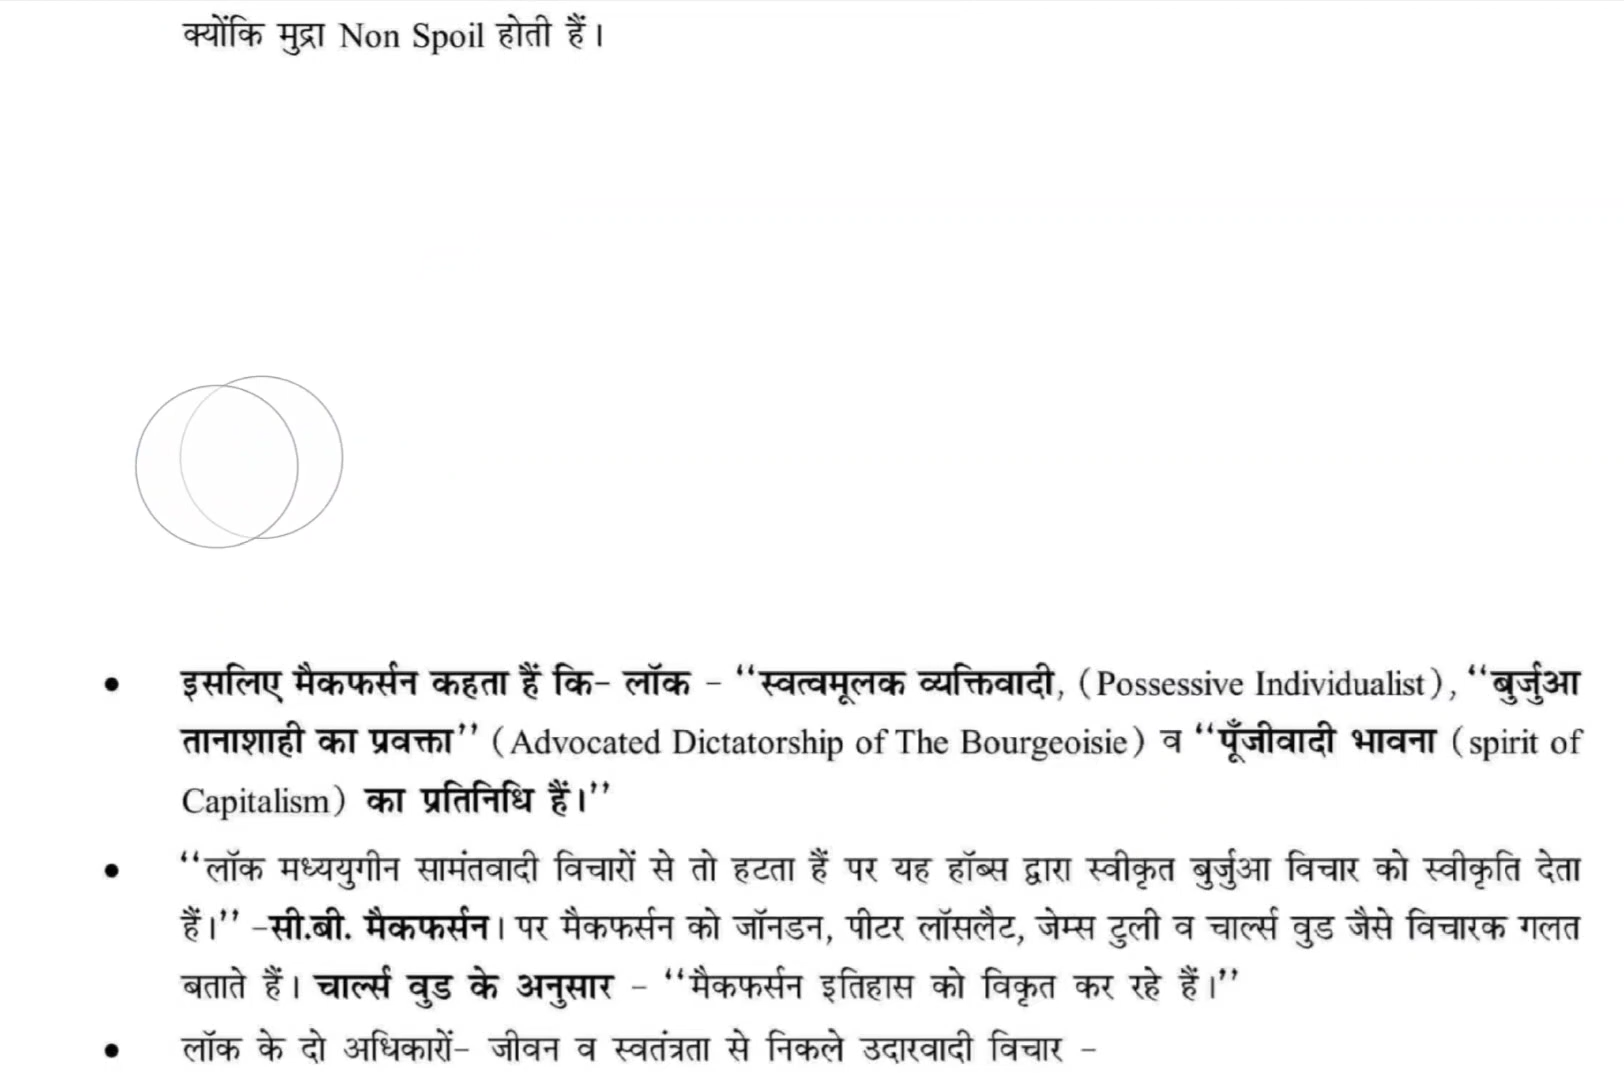 क्योंकि मुद्रा Non Spoil होती हैं।
• इसलिए मैकफर्सन कहता हैं कि- लॉक - “स्वत्वमूलक व्यक्तिवादी, (Possessive Individualist), “बुर्जुआ
तानाशाही का प्रवक्ता” (Advocated Dictatorship of The Bourgeoisie) व “पूँजीवादी भावना (spirit of
Capitalism) का प्रतिनिधि हैं।”
• “लॉक मध्ययुगीन सामंतवादी विचारों से तो हटता हैं पर यह हॉब्स द्वारा स्वीकृत बुर्जुआ विचार को स्वीकृति देता
हैं।” -सी.बी. मैकफर्सन। पर मैकफर्सन को जॉनडन, पीटर लॉसलैट, जेम्स टुली व चार्ल्स वुड जैसे विचारक गलत
बताते हैं। चार्ल्स वुड के अनुसार - “मैकफर्सन इतिहास को विकृत कर रहे हैं।”
• लॉक के दो अधिकारों- जीवन व स्वतंत्रता से निकले उदारवादी विचार -